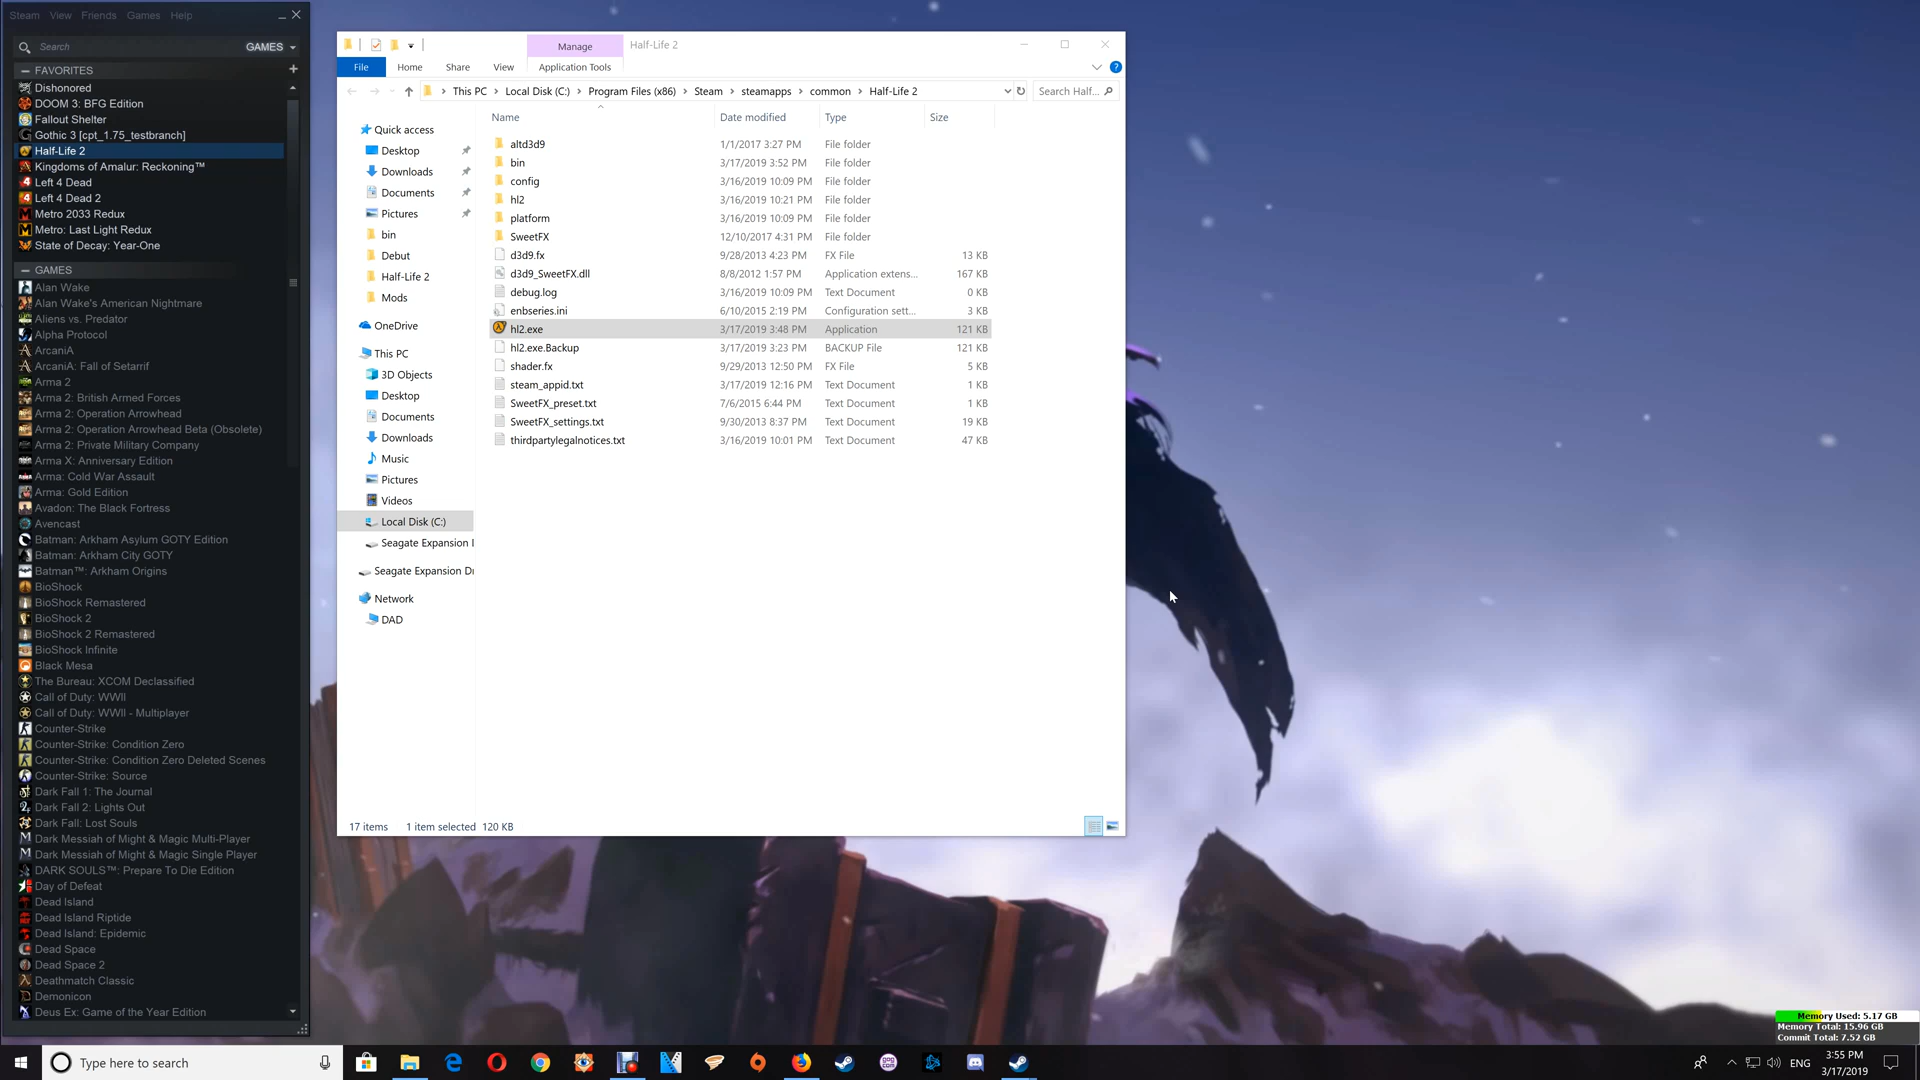 Steam View Friends Games Help
Search GAMES
FAVORITES
Dishonored
DOOM 3: BFG Edition
Fallout Shelter
Gothic 3 [cpt_1.75_testbranch]
Half-Life 2
Kingdoms of Amalur: Reckoning™
Left 4 Dead
Left 4 Dead 2
Metro 2033 Redux
Metro: Last Light Redux
State of Decay: Year-One
GAMES
Alan Wake
Alan Wake's American Nightmare
Aliens vs. Predator
Alpha Protocol
ArcaniA
ArcaniA: Fall of Setarrif
Arma 2
Arma 2: British Armed Forces
Arma 2: Operation Arrowhead
Arma 2: Operation Arrowhead Beta (Obsolete)
Arma 2: Private Military Company
Arma X: Anniversary Edition
Arma: Cold War Assault
Arma: Gold Edition
Avadon: The Black Fortress
Avencast
Batman: Arkham Asylum GOTY Edition
Batman: Arkham City GOTY
Batman™: Arkham Origins
BioShock
BioShock Remastered
BioShock 2
BioShock 2 Remastered
BioShock Infinite
Black Mesa
The Bureau: XCOM Declassified
Call of Duty: WWII
Call of Duty: WWII - Multiplayer
Counter-Strike
Counter-Strike: Condition Zero
Counter-Strike: Condition Zero Deleted Scenes
Counter-Strike: Source
Dark Fall 1: The Journal
Dark Fall 2: Lights Out
Dark Fall: Lost Souls
Dark Messiah of Might & Magic Multi-Player
Dark Messiah of Might & Magic Single Player
DARK SOULS™: Prepare To Die Edition
Day of Defeat
Dead Island
Dead Island Riptide
Dead Island: Epidemic
Dead Space
Dead Space 2
Deathmatch Classic
Demonicon
Deus Ex: Game of the Year Edition
Manage Half-Life 2
File Home Share View Application Tools
This PC Local Disk (C:) Program Files (x86) Steam steamapps common Half-Life 2 Search Half...
Quick access
Desktop
Downloads
Documents
Pictures
bin
Debut
Half-Life 2
Mods
OneDrive
This PC
3D Objects
Desktop
Documents
Downloads
Music
Pictures
Videos
Local Disk (C:)
Seagate Expansion
Seagate Expansion Dr
Network
DAD
Name Date modified Type Size
altd3d9 1/1/2017 3:27 PM File folder
bin 3/17/2019 3:52 PM File folder
config 3/16/2019 10:09 PM File folder
hl2 3/16/2019 10:21 PM File folder
platform 3/16/2019 10:09 PM File folder
SweetFX 12/10/2017 4:31 PM File folder
d3d9.fx 9/28/2013 4:23 PM FX File 13 KB
d3d9_SweetFX.dll 8/8/2012 1:57 PM Application extens... 167 KB
debug.log 3/16/2019 10:09 PM Text Document 0 KB
enbseries.ini 6/10/2015 2:19 PM Configuration sett... 3 KB
hl2.exe 3/17/2019 3:48 PM Application 121 KB
hl2.exe.Backup 3/17/2019 3:23 PM BACKUP File 121 KB
shader.fx 9/29/2013 12:50 PM FX File 5 KB
steam_appid.txt 3/17/2019 12:16 PM Text Document 1 KB
SweetFX_preset.txt 7/6/2015 6:44 PM Text Document 1 KB
SweetFX_settings.txt 9/30/2013 8:37 PM Text Document 19 KB
thirdpartylegalnotices.txt 3/16/2019 10:01 PM Text Document 47 KB
17 items 1 item selected 120 KB
Memory Used: 5.17 GB
Memory Total: 15.96 GB
Commit Total: 7.52 GB
Type here to search
ENG
3:55 PM
3/17/2019